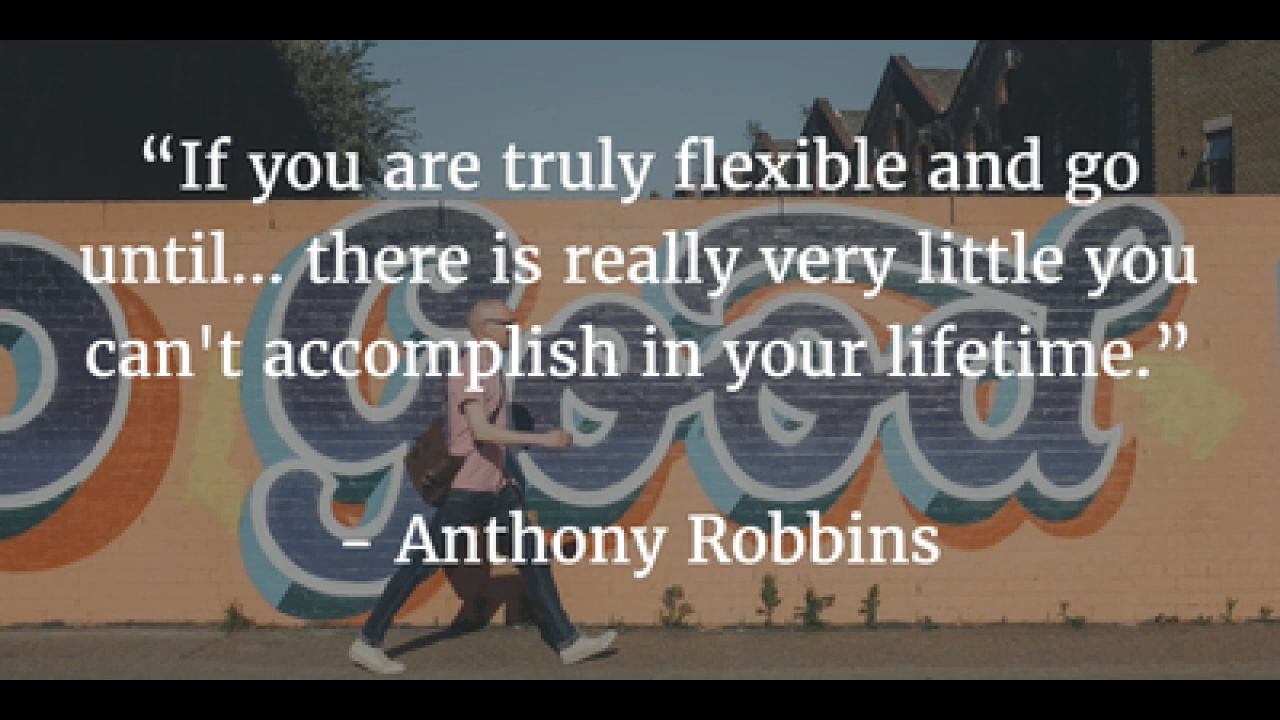 “If you are truly flexible and go
until... there is really very little you
can't accomplish in your lifetime.”
- Anthony Robbins
good